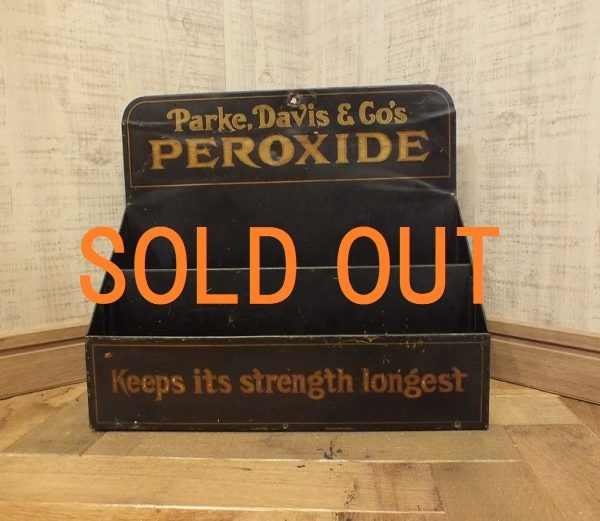 Parke, Davis & Co's
PEROXIDE
SOLD OUT
Keeps its strength longest